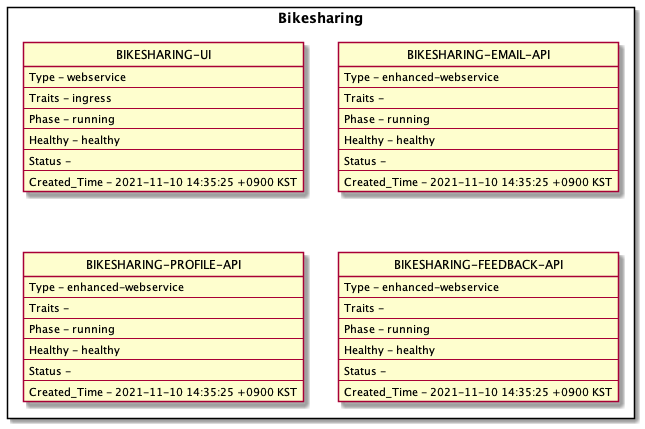 Bikesharing
BIKESHARING-UI
Type - webservice
Traits - ingress
Phase - running
Healthy - healthy
Status -
Created_Time - 2021-11-10 14:35:25 +0900 KST
BIKESHARING-EMAIL-API
Type - enhanced-webservice
Traits -
Phase - running
Healthy - healthy
Status -
Created_Time - 2021-11-10 14:35:25 +0900 KST
BIKESHARING-PROFILE-API
Type - enhanced-webservice
Traits -
Phase - running
Healthy - healthy
Status -
Created_Time - 2021-11-10 14:35:25 +0900 KST
BIKESHARING-FEEDBACK-API
Type - enhanced-webservice
Traits -
Phase - running
Healthy - healthy
Status -
Created_Time - 2021-11-10 14:35:25 +0900 KST